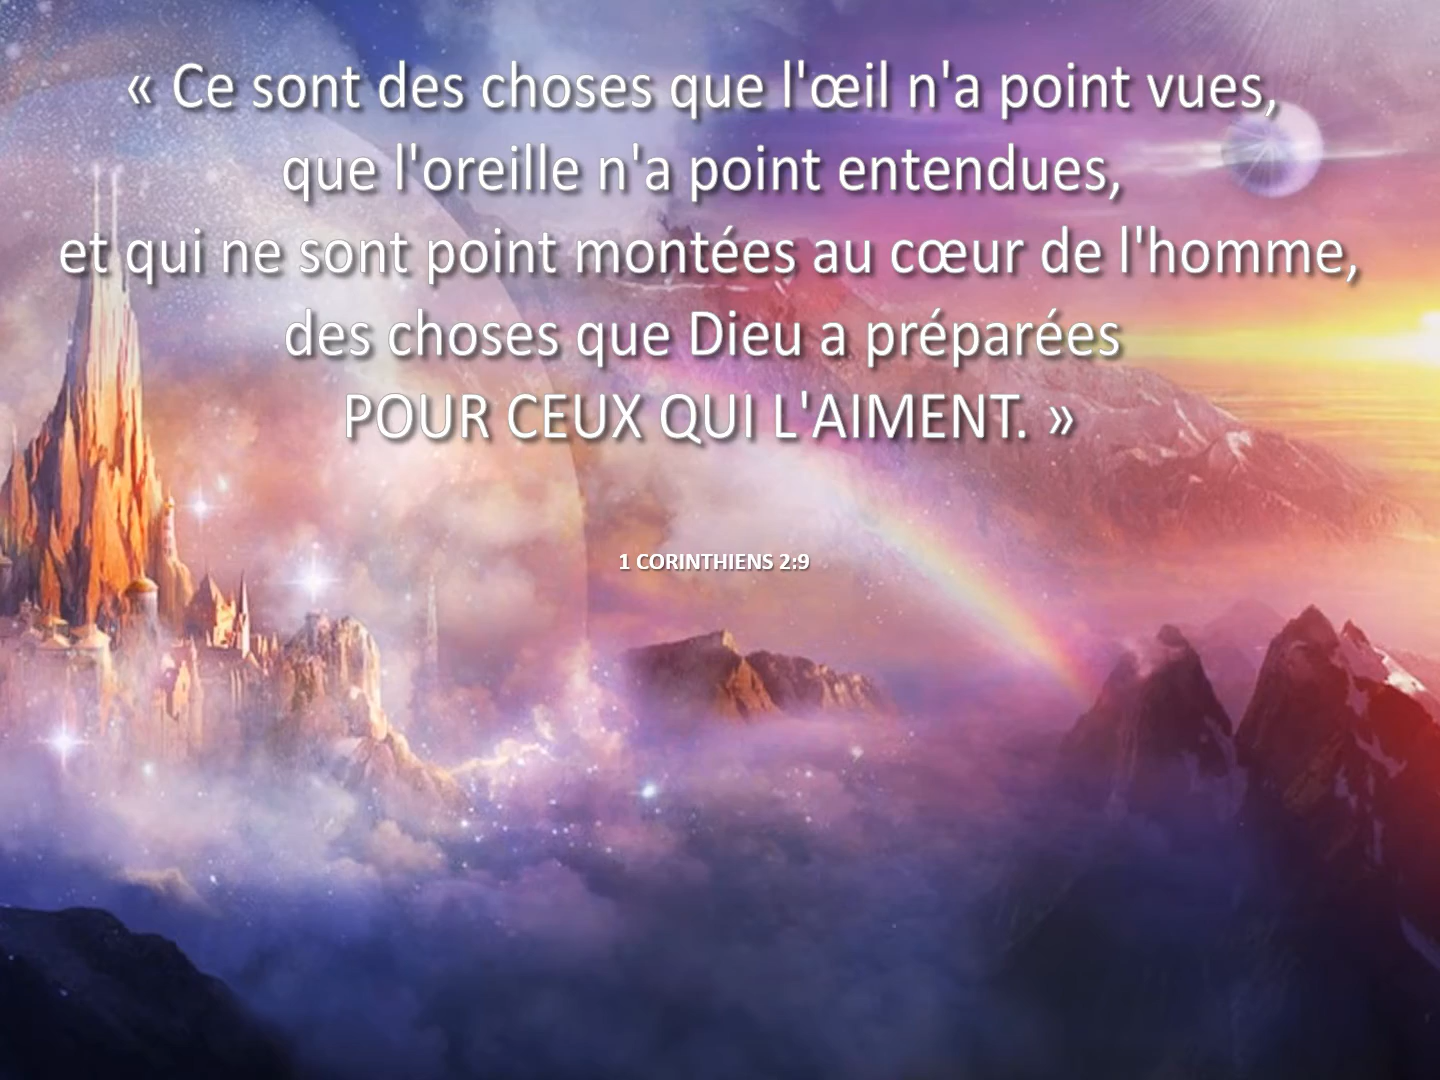 « Ce sont des choses que l'œil n'a point vues,
que l'oreille n'a point entendues,
et qui ne sont point montées au cœur de l'homme,
des choses que Dieu a préparées
POUR CEUX QUI L'AIMENT. »
1 CORINTHIENS 2:9